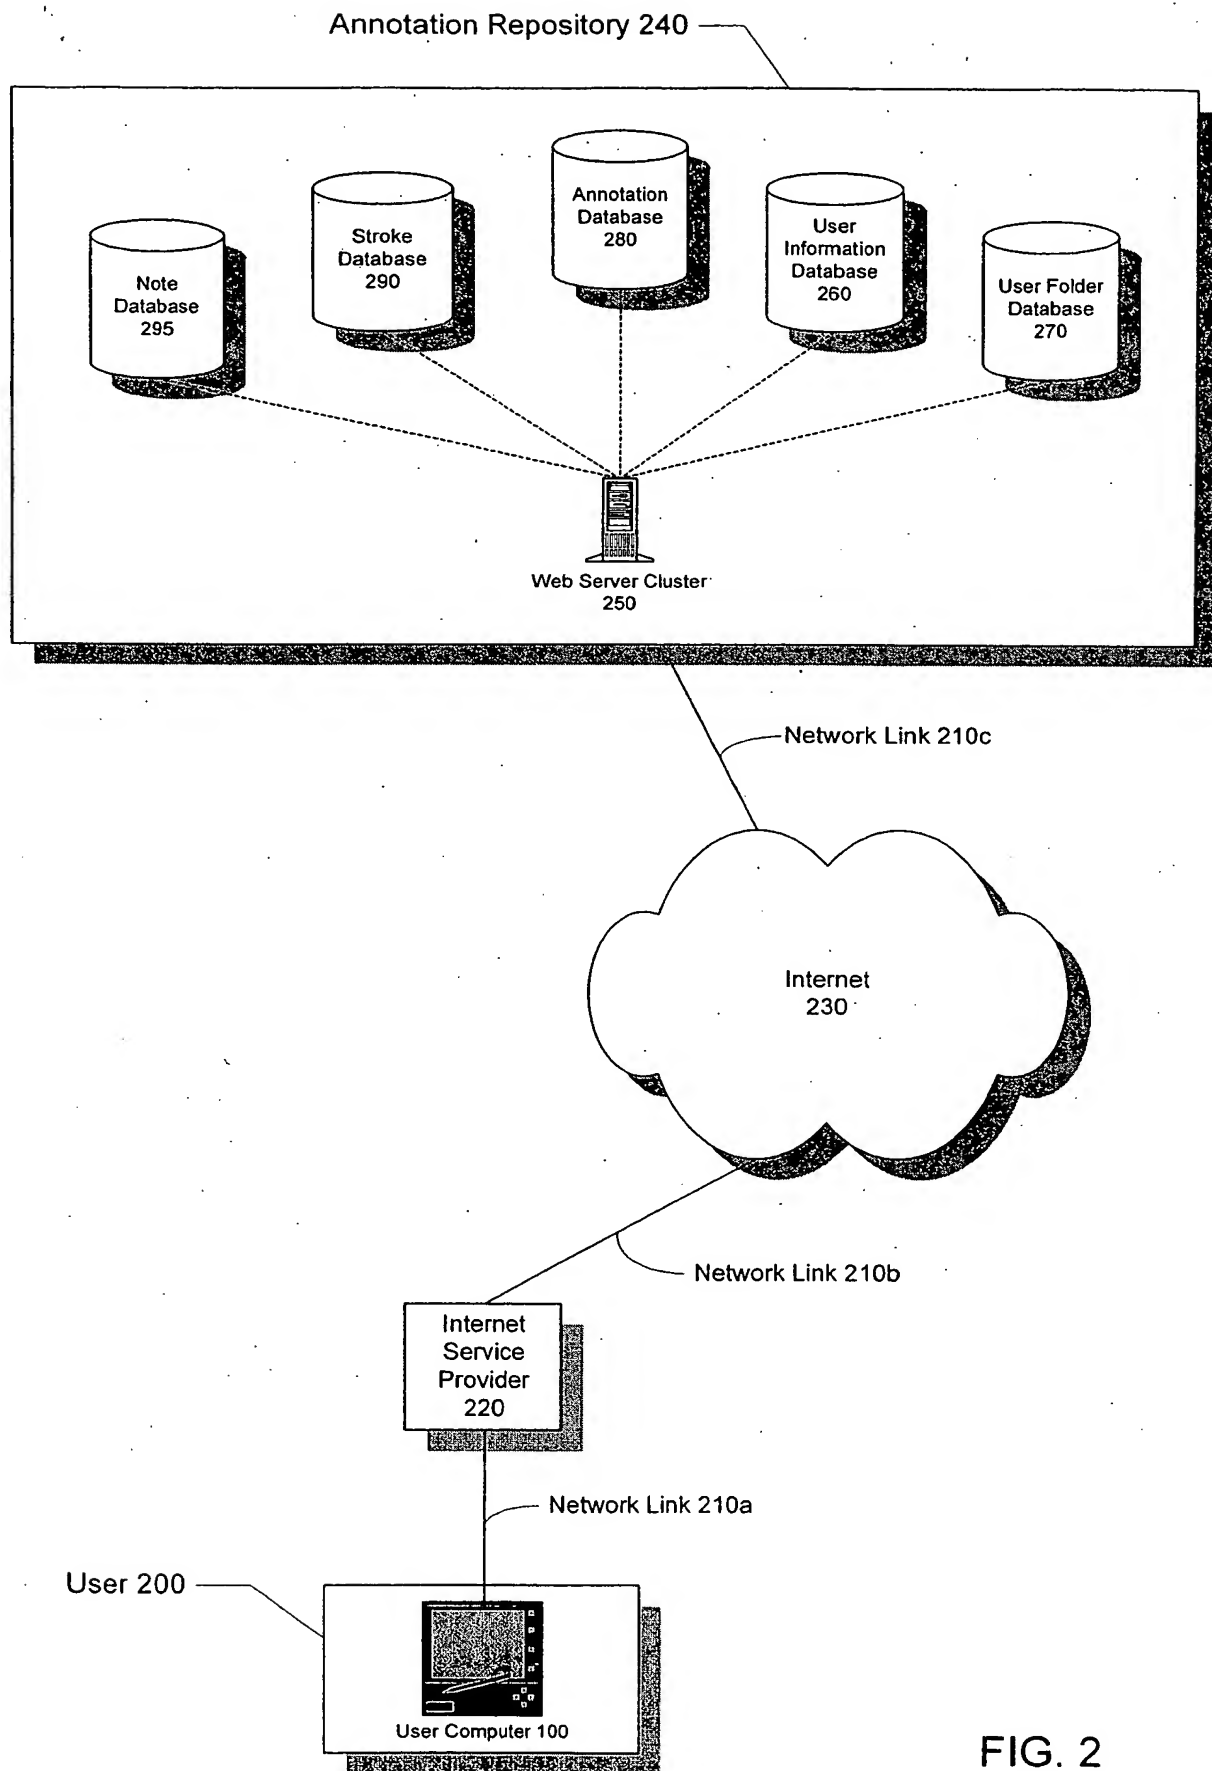 Annotation Repository 240
Annotation
Database
280
Stroke
Database
290
User
Information
Database
260
Note
Database
295
User Folder
Database
270
Web Server Cluster
250
Network Link 210c
Internet
230
Network Link 210b
Internet
Service
Provider
220
Network Link 210a
User 200
User Computer 100
FIG. 2